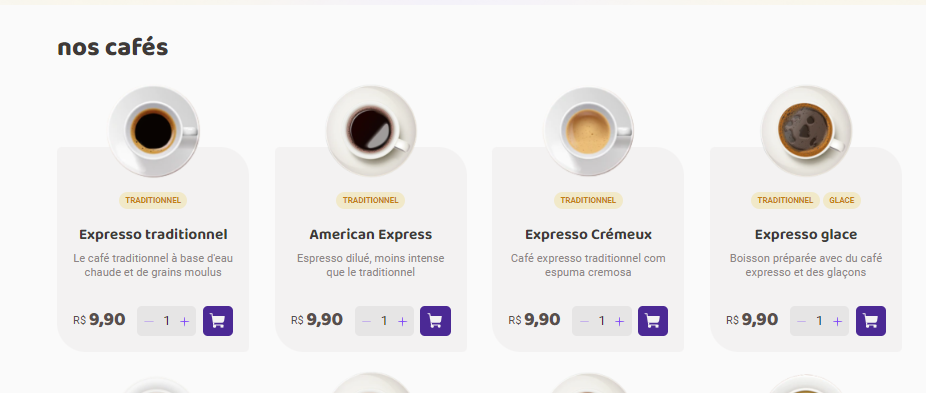 nos cafés
TRADITIONNEL
Expresso traditionnel
Le café traditionnel à base d'eau
chaude et de grains moulus
R$ 9,90
— 1 +
TRADITIONNEL
American Express
Espresso dilué, moins intense
que le traditionnel
R$ 9,90
— 1 +
TRADITIONNEL
Expresso Crémeux
Café expresso traditionnel com
espuma cremosa
R$ 9,90
— 1 +
TRADITIONNEL GLACE
Expresso glace
Boisson préparée avec du café
expresso et des glaçons
R$ 9,90
— 1 +